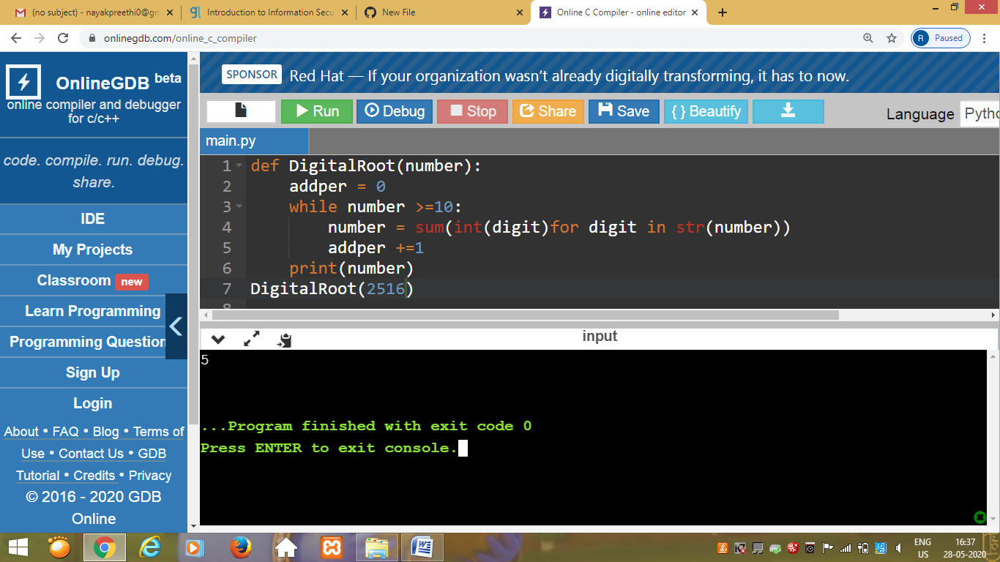 (no subject) - nayakpreethi0@gm
Introduction to Information Secu
New File
Online C Compiler - online editor
onlinegdb.com/online_c_compiler
R Paused
OnlineGDB beta
online compiler and debugger
for c/c++
code. compile. run. debug.
share.
IDE
My Projects
Classroom new
Learn Programming
Programming Question
Sign Up
Login
About • FAQ • Blog • Terms of
Use • Contact Us • GDB
Tutorial • Credits • Privacy
© 2016 - 2020 GDB
Online
SPONSOR Red Hat — If your organization wasn’t already digitally transforming, it has to now.
Run Debug Stop Share Save { } Beautify
Language Pytho
main.py
1 def DigitalRoot(number):
2 addper = 0
3 while number >=10:
4 number = sum(int(digit)for digit in str(number))
5 addper +=1
6 print(number)
7 DigitalRoot(2516)
8
input
5
...Program finished with exit code 0
Press ENTER to exit console.
ENG
US
16:37
28-05-2020